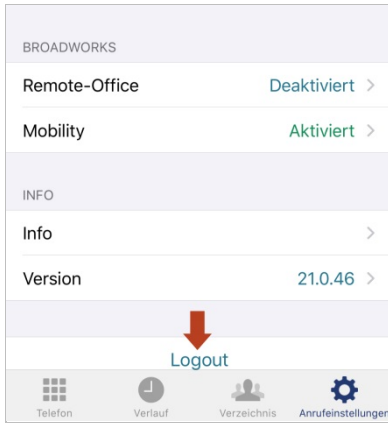 BROADWORKS
Remote-Office Deaktiviert
Mobility Aktiviert
INFO
Info
Version 21.0.46
Logout
Telefon Verlauf Verzeichnis Anrufeinstellungen